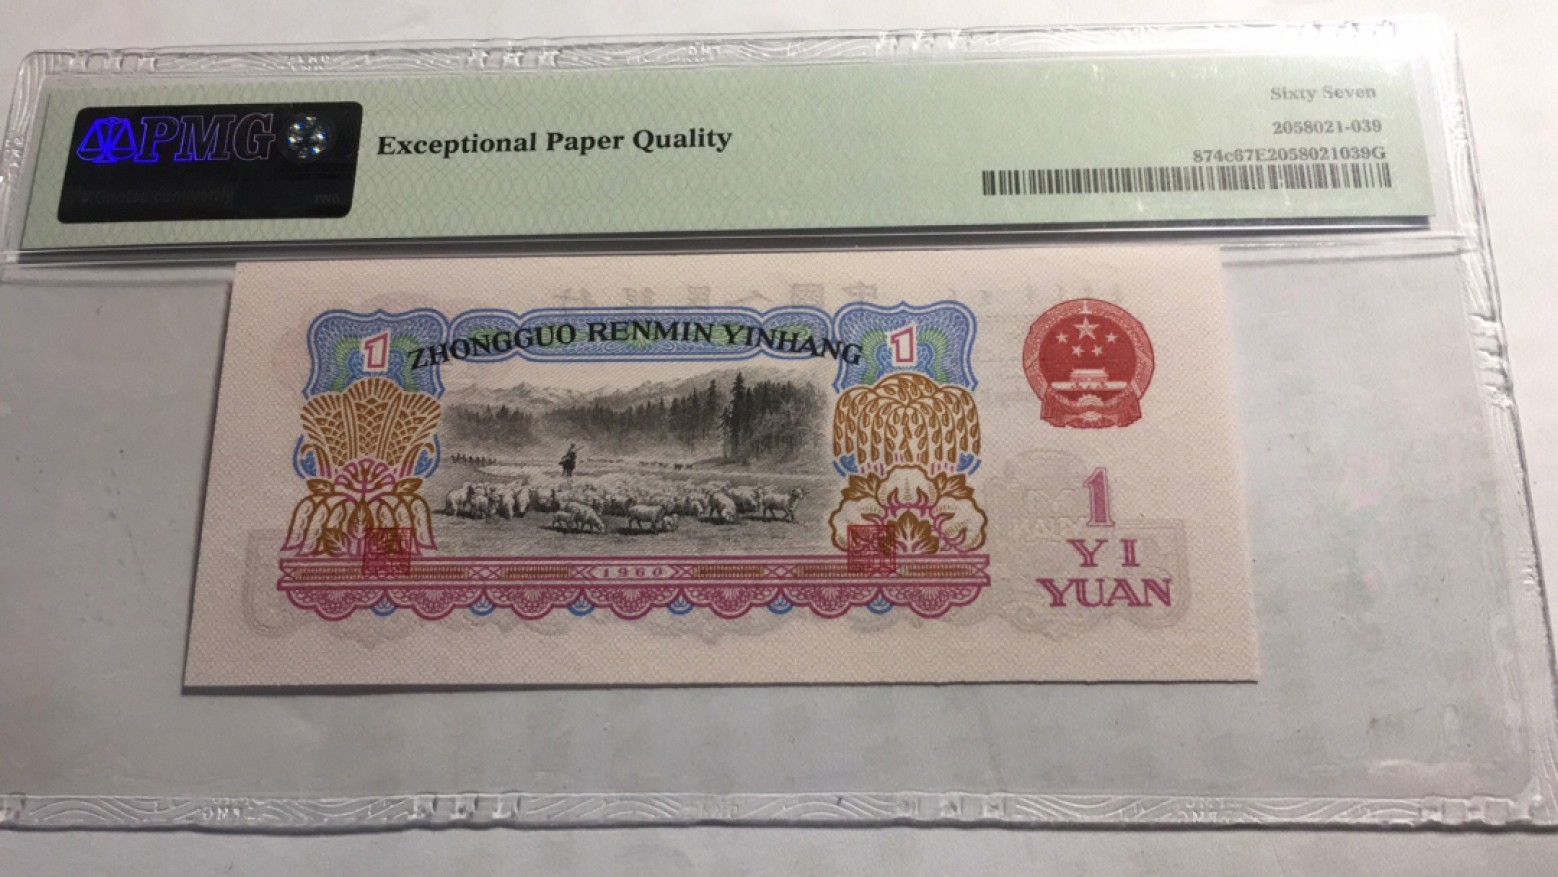 PMG
Exceptional Paper Quality
Sixty Seven
2058021-039
874c67E2058021039G
ZHONGGUO RENMIN YINHANG
1
1
1960
1
YI
YUAN